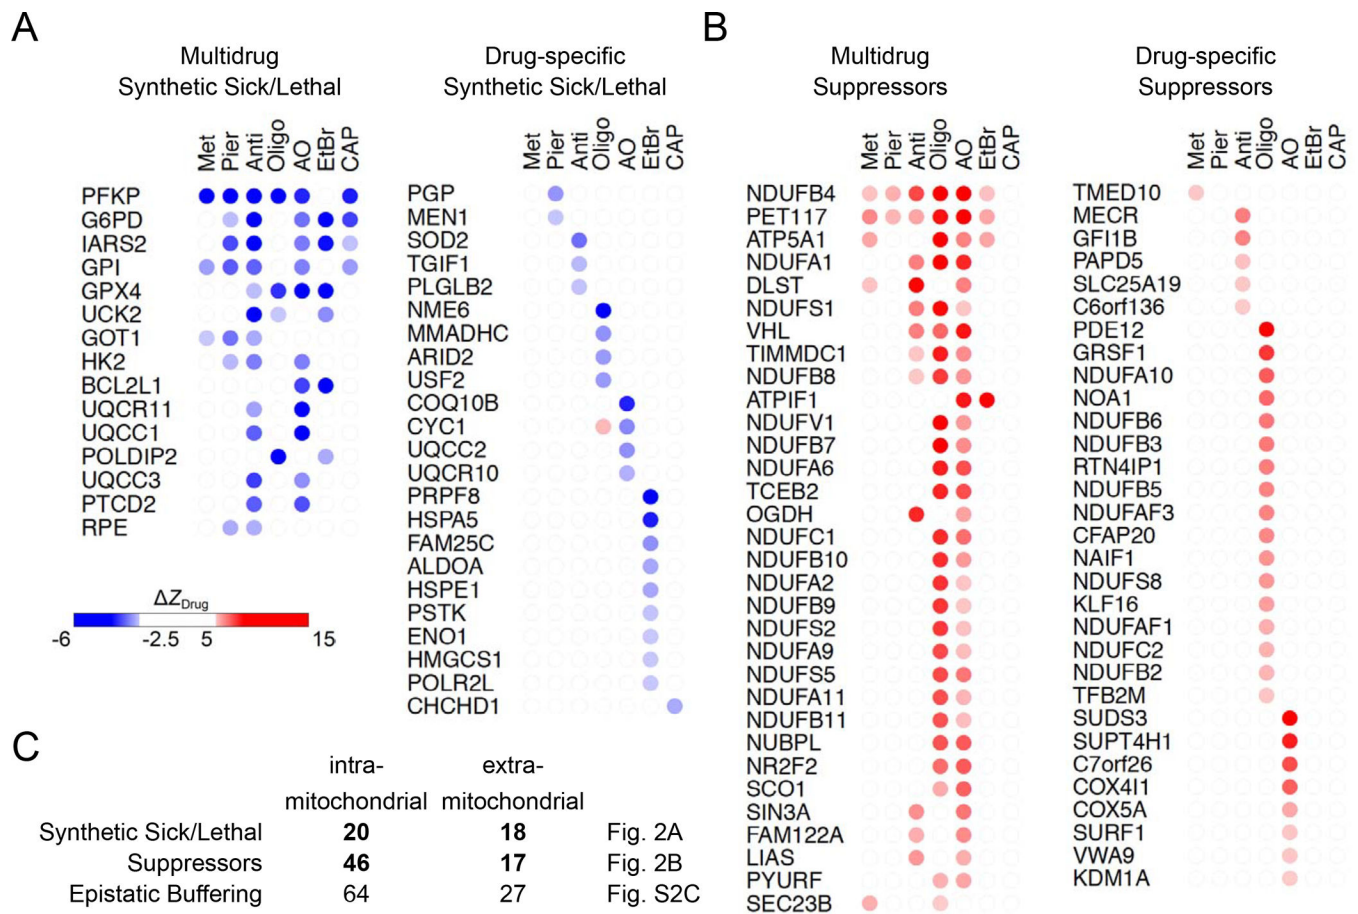 A
Multidrug
Synthetic Sick/Lethal
Met Pier Anti Oligo AO EtBr CAP
PFKP
G6PD
IARS2
GPI
GPX4
UCK2
GOT1
HK2
BCL2L1
UQCR11
UQCC1
POLDIP2
UQCC3
PTCD2
RPE
ΔZDrug
-6 -2.5 5 15
Drug-specific
Synthetic Sick/Lethal
Met Pier Anti Oligo AO EtBr CAP
PGP
MEN1
SOD2
TGIF1
PLGLB2
NME6
MMADHC
ARID2
USF2
COQ10B
CYC1
UQCC2
UQCR10
PRPF8
HSPA5
FAM25C
ALDOA
HSPE1
PSTK
ENO1
HMGCS1
POLR2L
CHCHD1
B
Multidrug
Suppressors
Met Pier Anti Oligo AO EtBr CAP
NDUFB4
PET117
ATP5A1
NDUFA1
DLST
NDUFS1
VHL
TIMMDC1
NDUFB8
ATPIF1
NDUFV1
NDUFB7
NDUFA6
TCEB2
OGDH
NDUFC1
NDUFB10
NDUFA2
NDUFB9
NDUFS2
NDUFA9
NDUFS5
NDUFA11
NDUFB11
NUBPL
NR2F2
SCO1
SIN3A
FAM122A
LIAS
PYURF
SEC23B
Drug-specific
Suppressors
Met Pier Anti Oligo AO EtBr CAP
TMED10
MECR
GFI1B
PAPD5
SLC25A19
C6orf136
PDE12
GRSF1
NDUFA10
NOA1
NDUFB6
NDUFB3
RTN4IP1
NDUFB5
NDUFAF3
CFAP20
NAIF1
NDUFS8
KLF16
NDUFAF1
NDUFC2
NDUFB2
TFB2M
SUDS3
SUPT4H1
C7orf26
COX4I1
COX5A
SURF1
VWA9
KDM1A
C
intra- extra-
mitochondrial mitochondrial
Synthetic Sick/Lethal 20 18 Fig. 2A
Suppressors 46 17 Fig. 2B
Epistatic Buffering 64 27 Fig. S2C